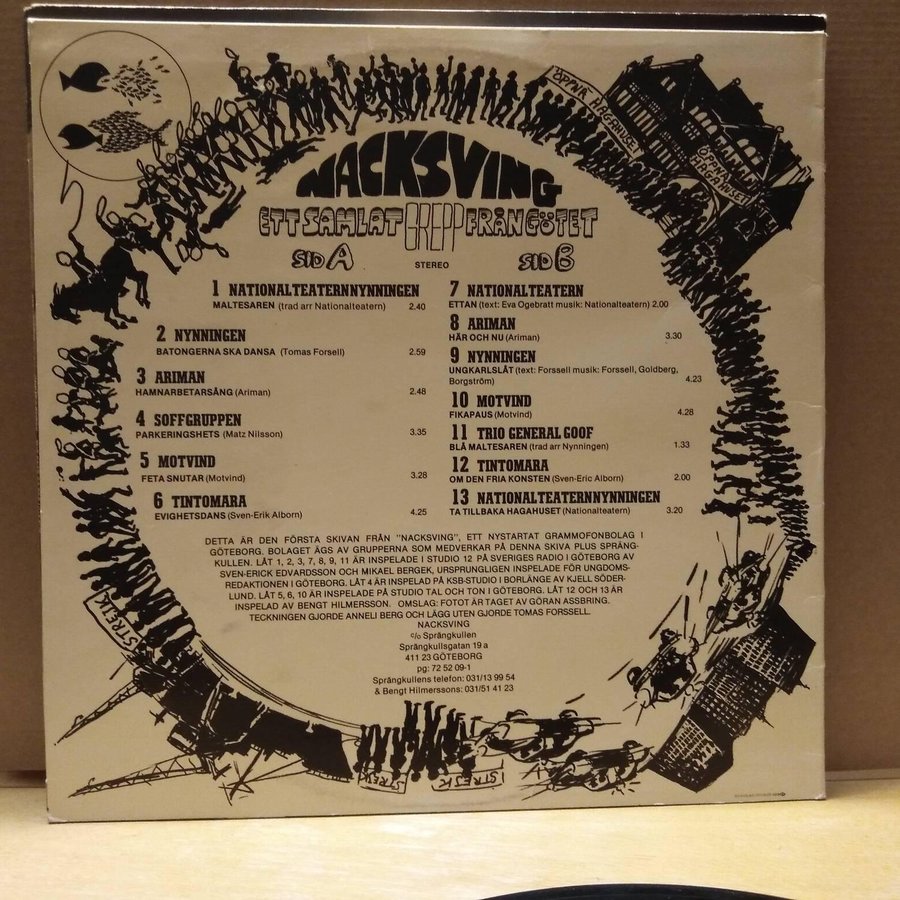 ÖPPNA HAGAHUSET
ÖPPNA HAGAHUSET
NACKSVING
ETT SAMLAT GREPP FRÅN GÖTET
SID A STEREO SID B
1 NATIONALTEATERNNYNINGEN
MALTESAREN (trad arr Nationalteatern) 2.40
2 NYNNINGEN
BATONGERNA SKA DANSA (Tomas Forsell) 2.59
3 ARIMAN
HAMNARBETARSÅNG (Ariman) 2.48
4 SOFFGRUPPEN
PARKERINGSHETS (Matz Nilsson) 3.35
5 MOTVIND
FETA SNUTAR (Motvind) 3.28
6 TINTOMARA
EVIGHETSDANS (Sven-Erik Alborn) 4.25
7 NATIONALTEATERN
ETTAN (text: Eva Ogebratt musik: Nationalteatern) 2.00
8 ARIMAN
HÄR OCH NU (Ariman) 3.30
9 NYNNINGEN
UNGKARLSLÅT (text: Forssell musik: Forssell, Goldberg,
Borgström) 4.23
10 MOTVIND
FIKAPAUS (Motvind) 4.28
11 TRIO GENERAL GOOF
BLÅ MALTESAREN (trad arr Nynningen) 1.33
12 TINTOMARA
OM DEN FRIA KONSTEN (Sven-Eric Alborn) 2.00
13 NATIONALTEATERNNYNINGEN
TA TILLBAKA HAGAHUSET (Nationalteatern) 3.20
DETTA ÄR DEN FÖRSTA SKIVAN FRÅN "NACKSVING", ETT NYSTARTAT GRAMMOFONBOLAG I
GÖTEBORG. BOLAGET ÄGS AV GRUPPERNA SOM MEDVERKAR PÅ DENNA SKIVA PLUS SPRÄNG-
KULLEN. LÅT 1, 2, 3, 7, 8, 9, 11 ÄR INSPELADE I STUDIO 12 PÅ SVERIGES RADIO I GÖTEBORG AV
SVEN-ERICK EDVARDSSON OCH MIKAEL BERGEK, URSPRUNGLIGEN INSPELADE FÖR UNGDOMS-
REDAKTIONEN I GÖTEBORG. LÅT 4 ÄR INSPELAD PÅ KSB-STUDIO I BORLÄNGE AV KJELL SÖDER-
LUND. LÅT 5, 6, 10 ÄR INSPELADE PÅ STUDIO TAL OCH TON I GÖTEBORG. LÅT 12 OCH 13 ÄR
INSPELAD AV BENGT HILMERSSON. OMSLAG: FOTOT ÄR TAGET AV GÖRAN ASSBRING.
TECKNINGEN GJORDE ANNELI BERG OCH LÄGG UTEN GJORDE TOMAS FORSSELL.
NACKSVING
c/o Sprängkullen
Sprängkullsgatan 19 a
411 23 GÖTEBORG
pg: 72 52 09-1
Sprängkullens telefon: 031/13 99 54
& Bengt Hilmerssons: 031/51 41 23
STREJK
STREJK
STREJK